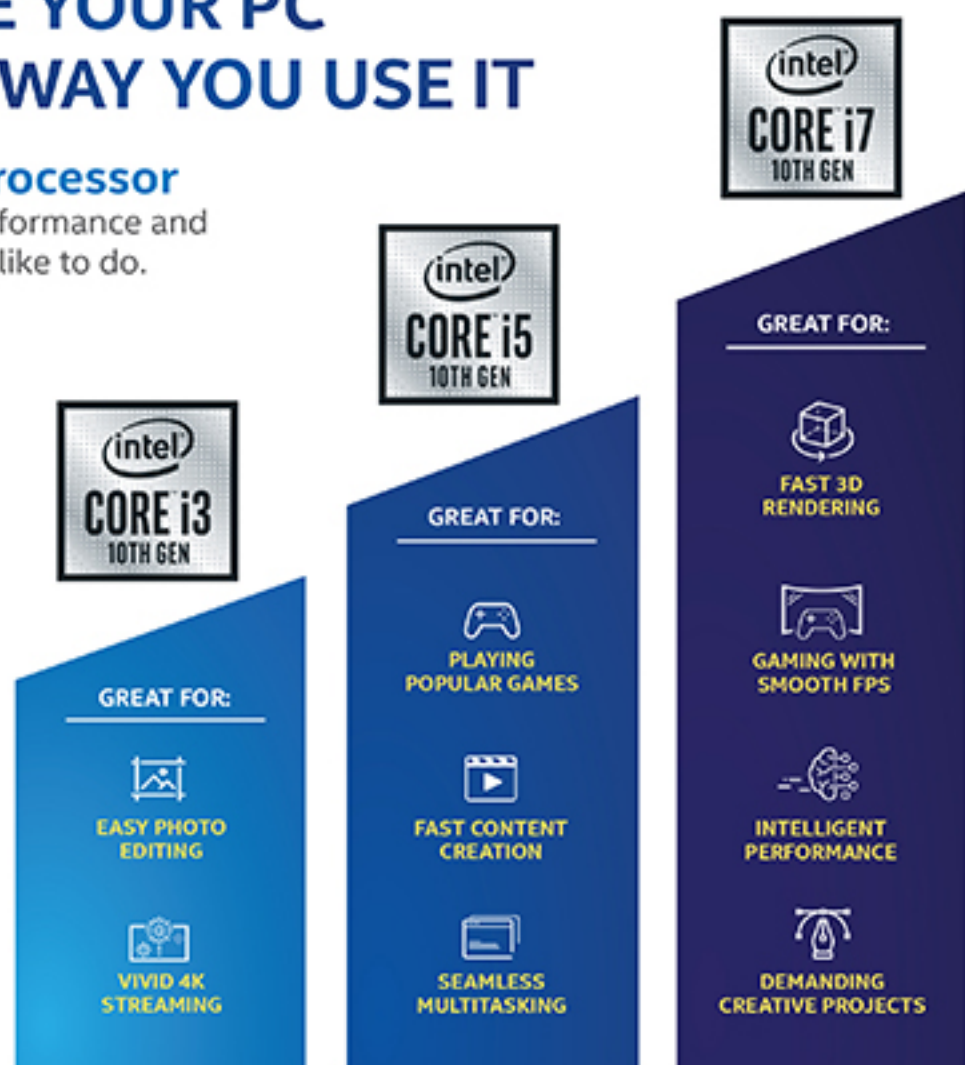 E YOUR PC
WAY YOU USE IT
rocessor
formance and
like to do.
intel
CORE i3
10TH GEN
GREAT FOR:
EASY PHOTO
EDITING
VIVID 4K
STREAMING
intel
CORE i5
10TH GEN
GREAT FOR:
PLAYING
POPULAR GAMES
FAST CONTENT
CREATION
SEAMLESS
MULTITASKING
intel
CORE i7
10TH GEN
GREAT FOR:
FAST 3D
RENDERING
GAMING WITH
SMOOTH FPS
INTELLIGENT
PERFORMANCE
DEMANDING
CREATIVE PROJECTS